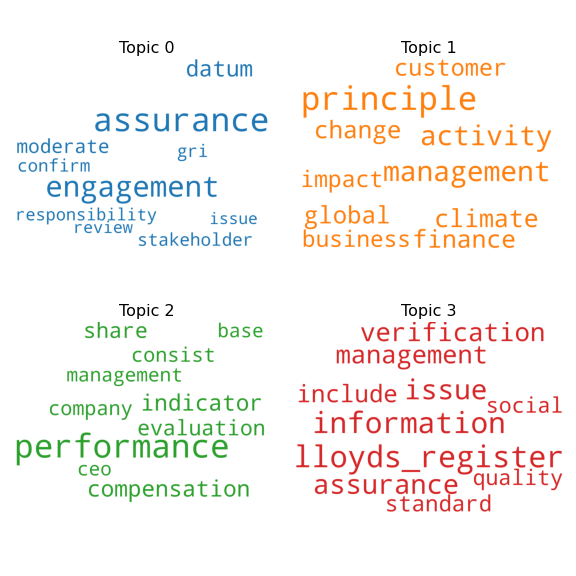 Topic 0
datum
assurance
moderate
gri
confirm
engagement
responsibility
issue
review
stakeholder
Topic 1
customer
principle
change
activity
impact
management
global
climate
business
finance
Topic 2
share
base
consist
management
company
indicator
evaluation
performance
ceo
compensation
Topic 3
verification
management
include
issue
social
information
lloyds_register
quality
assurance
standard